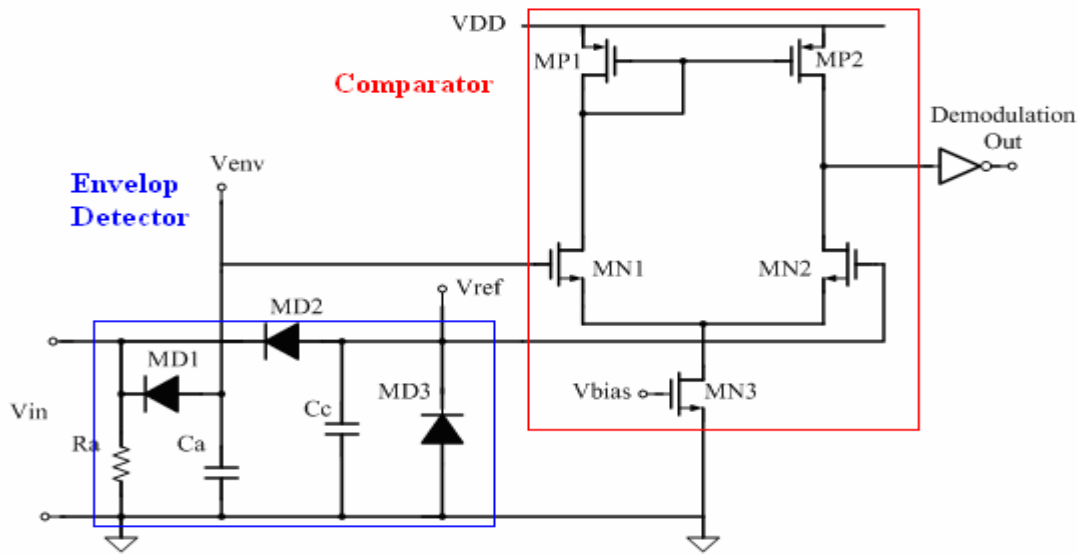 VDD
MP1
MP2
Comparator
Demodulation
Out
Venv
Envelop
Detector
MN1
MN2
Vref
MD2
MD1
MD3
Vbias
MN3
Vin
Cc
Ra
Ca